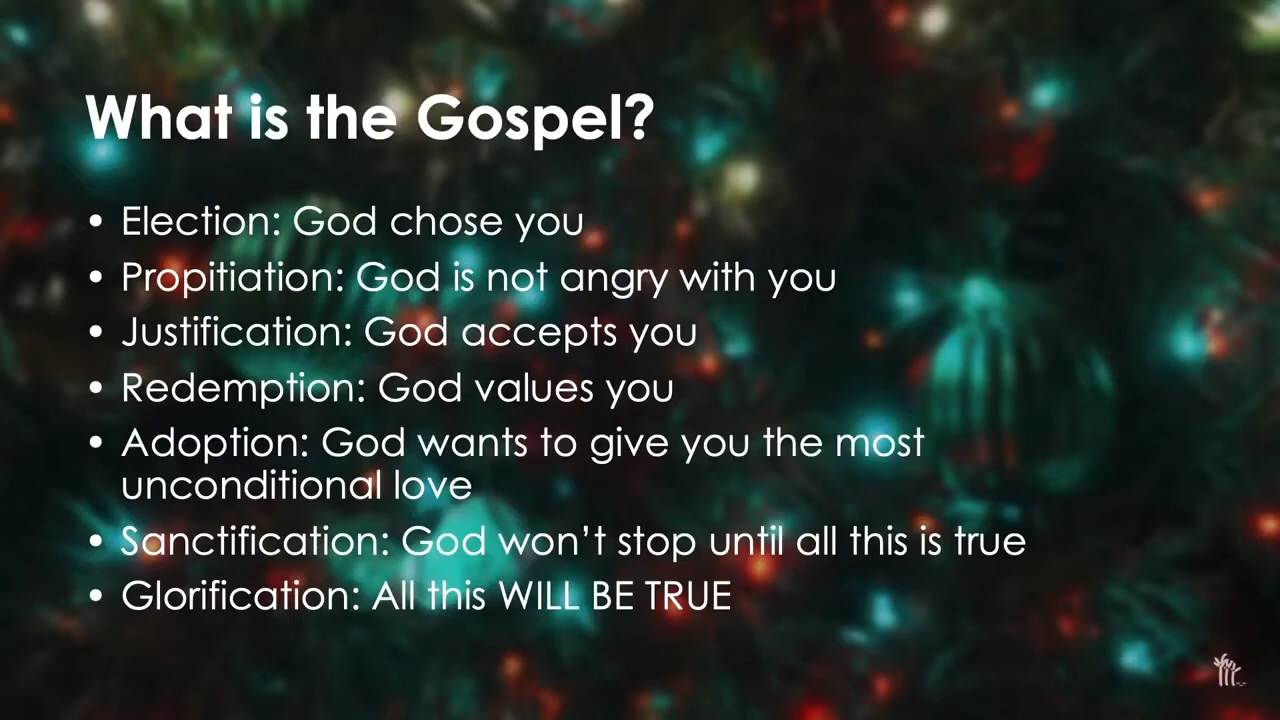 What is the Gospel?
• Election: God chose you
• Propitiation: God is not angry with you
• Justification: God accepts you
• Redemption: God values you
• Adoption: God wants to give you the most
unconditional love
• Sanctification: God won’t stop until all this is true
• Glorification: All this WILL BE TRUE